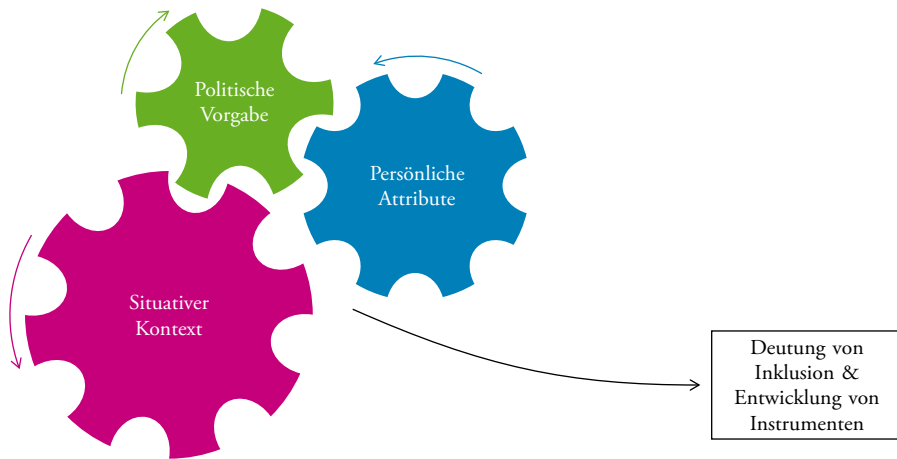 Politische
Vorgabe
Persönliche
Attribute
Situativer
Kontext
Deutung von
Inklusion &
Entwicklung von
Instrumenten